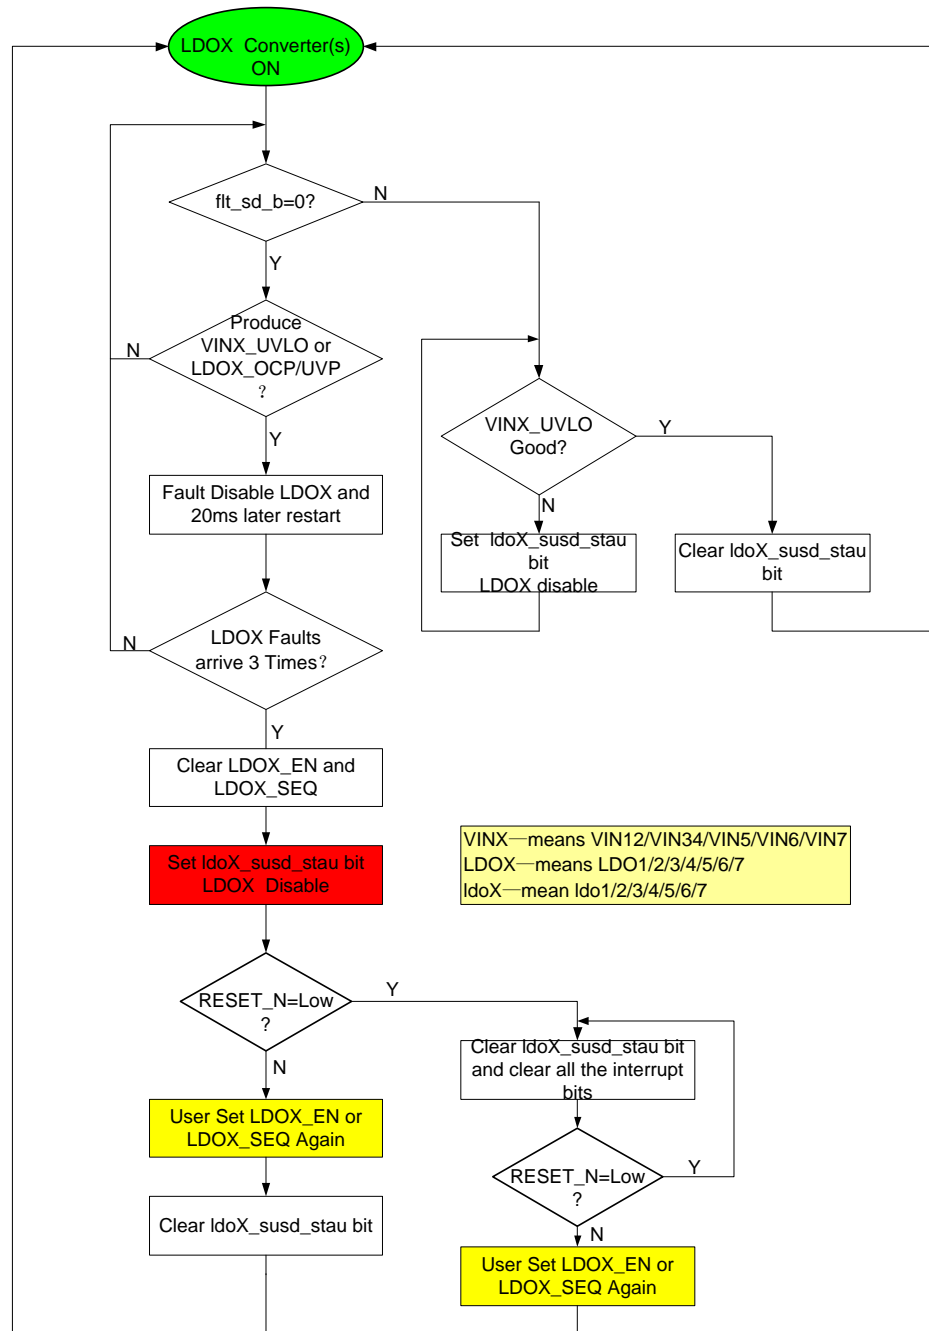 LDOX Converter(s)
ON
flt_sd_b=0?
N
Y
Produce
VINX_UVLO or
LDOX_OCP/UVP
?
N
Y
VINX_UVLO
Good?
Y
N
Fault Disable LDOX and
20ms later restart
Set ldoX_susd_stau
bit
LDOX disable
Clear ldoX_susd_stau
bit
LDOX Faults
arrive 3 Times?
N
Y
Clear LDOX_EN and
LDOX_SEQ
Set ldoX_susd_stau bit
LDOX Disable
VINX—means VIN12/VIN34/VIN5/VIN6/VIN7
LDOX—means LDO1/2/3/4/5/6/7
ldoX—mean ldo1/2/3/4/5/6/7
RESET_N=Low
?
Y
N
Clear ldoX_susd_stau bit
and clear all the interrupt
bits
User Set LDOX_EN or
LDOX_SEQ Again
RESET_N=Low
?
Y
N
Clear ldoX_susd_stau bit
User Set LDOX_EN or
LDOX_SEQ Again